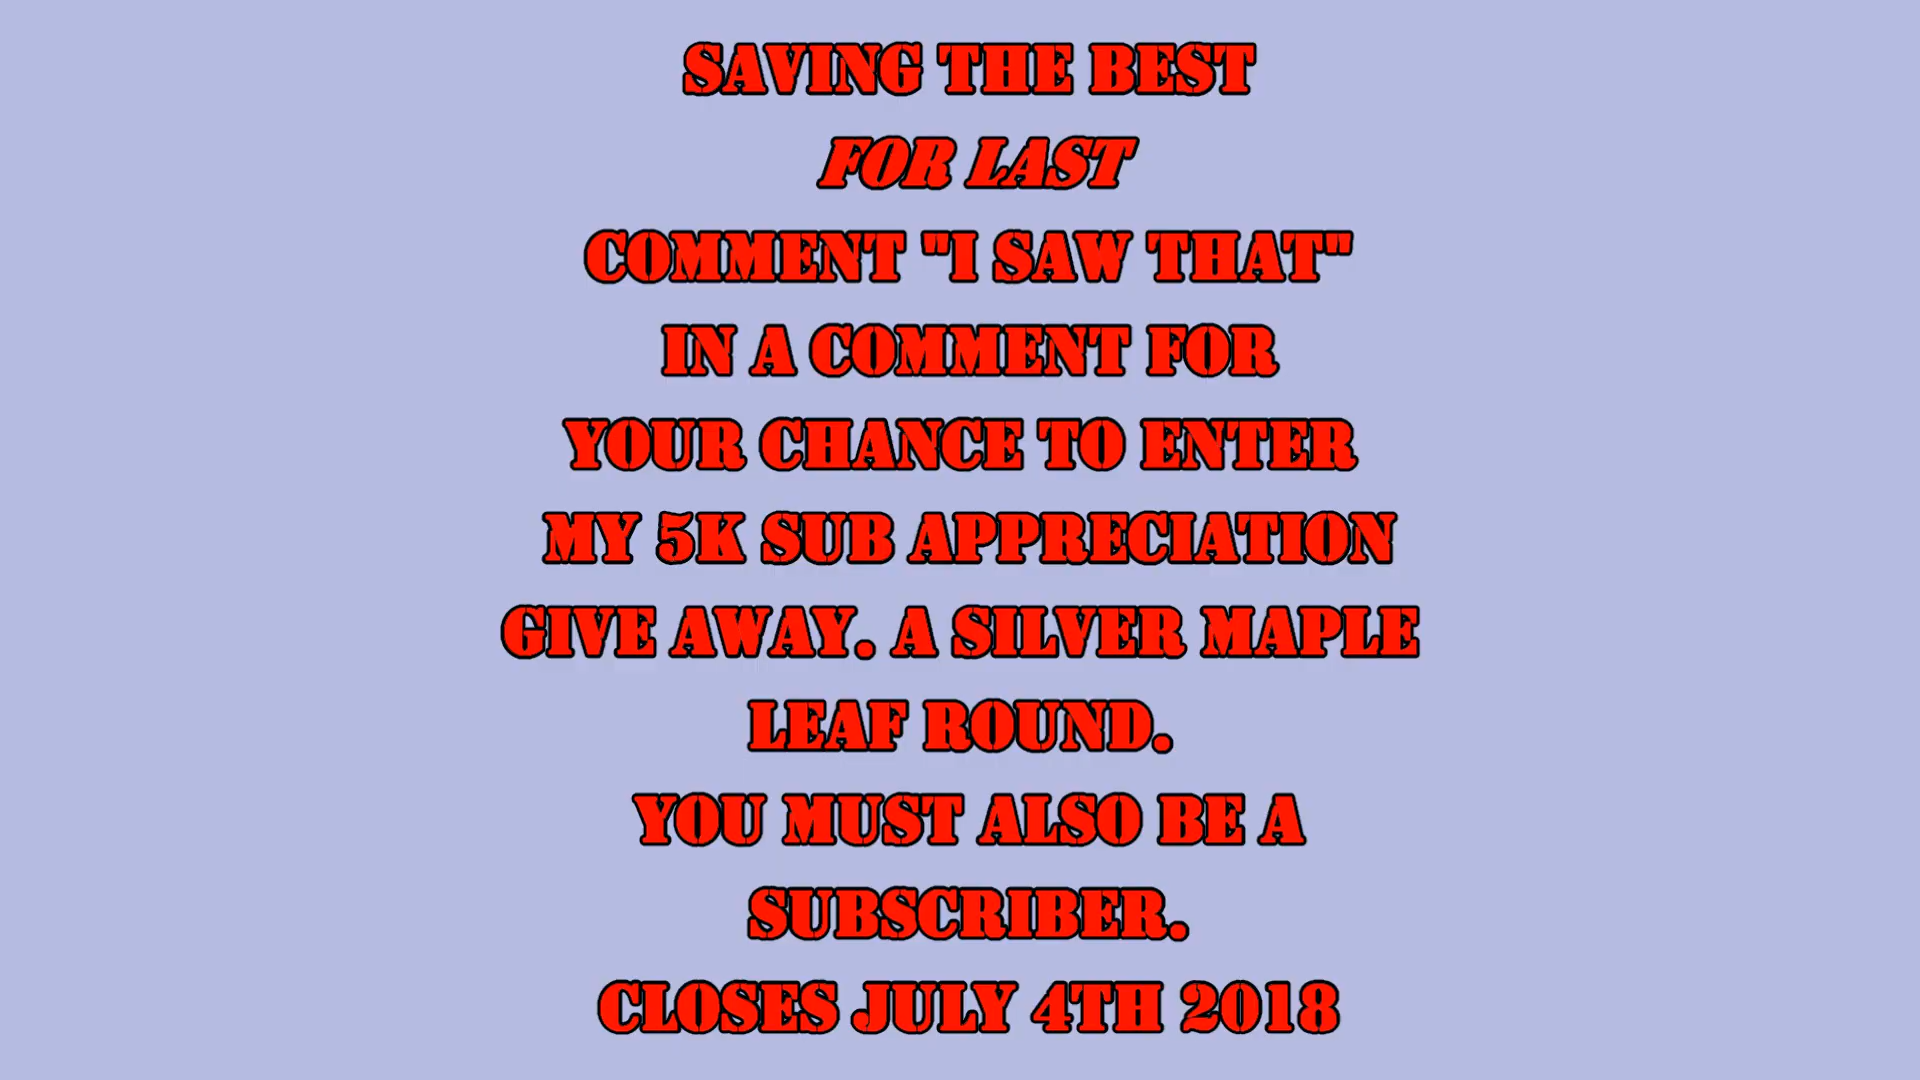 SAVING THE BEST
FOR LAST
COMMENT "I SAW THAT"
IN A COMMENT FOR
YOUR CHANCE TO ENTER
MY 5K SUB APPRECIATION
GIVE AWAY. A SILVER MAPLE
LEAF ROUND.
YOU MUST ALSO BE A
SUBSCRIBER.
CLOSES JULY 4TH 2018